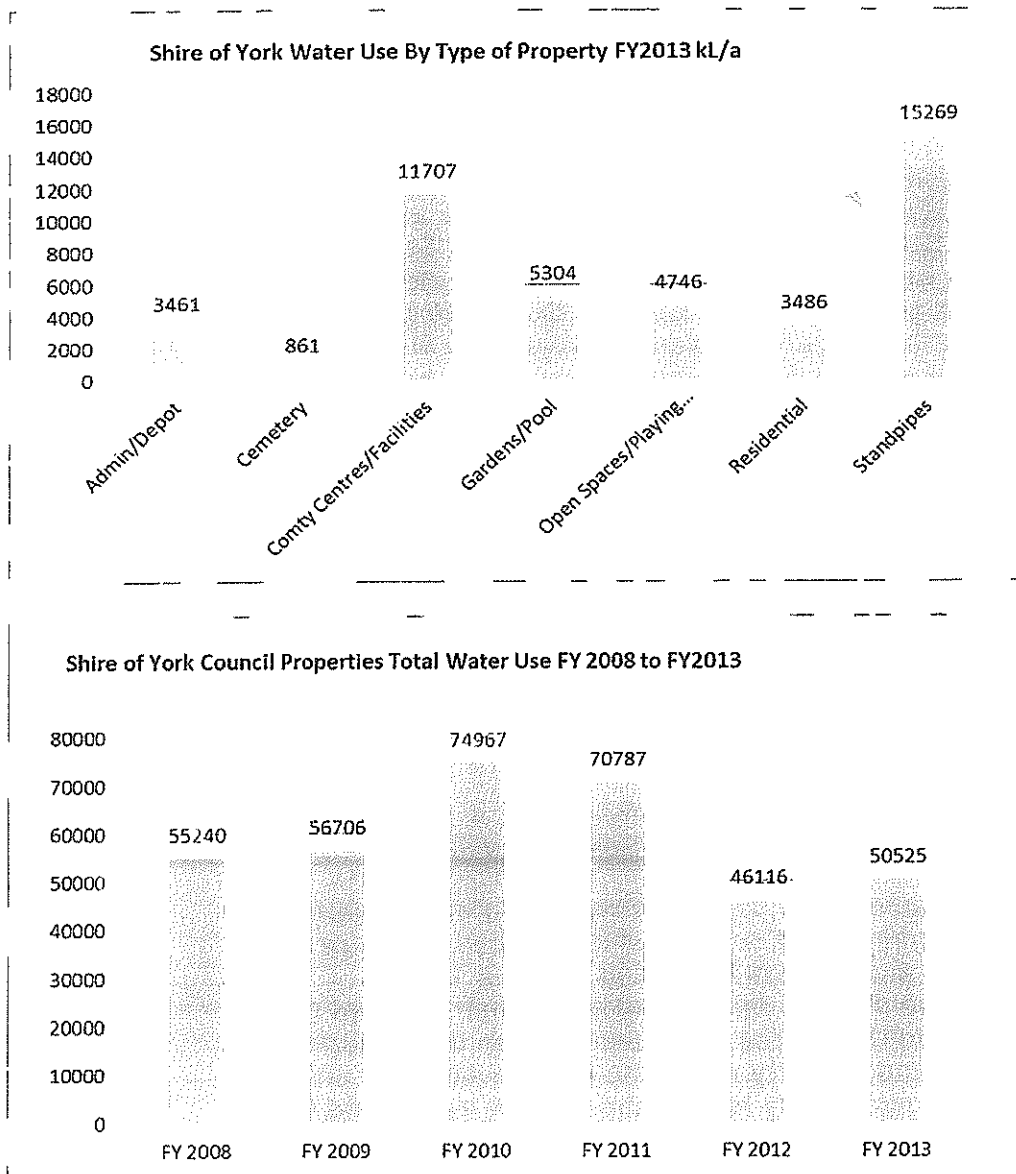 Shire of York Water Use By Type of Property FY2013 kL/a
18000
16000
14000
12000
10000
8000
6000
4000
2000
0
3461
861
11707
5304
4746
3486
15269
Admin/Depot
Cemetery
Comty Centres/Facilities
Gardens/Pool
Open Spaces/Playing...
Residential
Standpipes
Shire of York Council Properties Total Water Use FY 2008 to FY2013
80000
70000
60000
50000
40000
30000
20000
10000
0
55240
56706
74967
70787
46116
50525
FY 2008
FY 2009
FY 2010
FY 2011
FY 2012
FY 2013